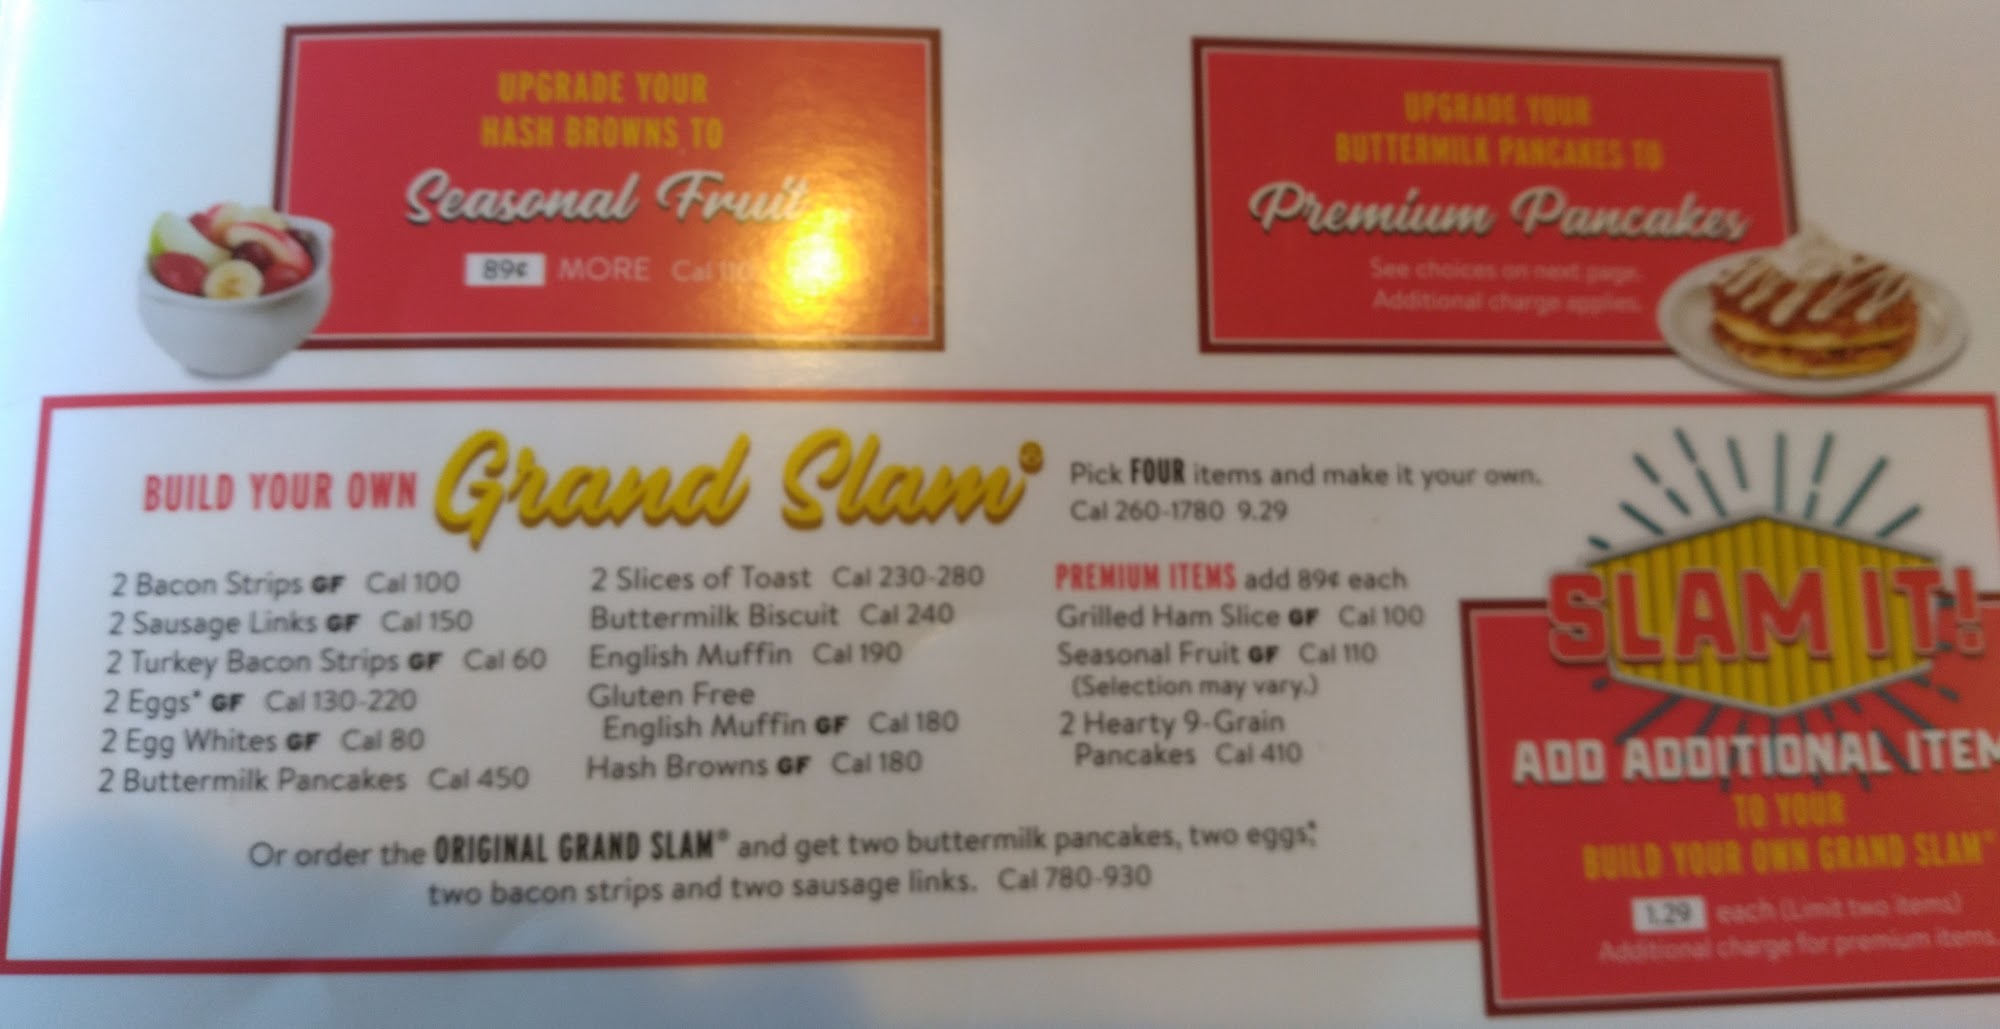 UPGRADE YOUR
HASH BROWNS TO
Seasonal Fruit
89¢ MORE Cal 110
UPGRADE YOUR
BUTTERMILK PANCAKES TO
Premium Pancakes
See choices on next page.
Additional charge applies.
BUILD YOUR OWN Grand Slam®
Pick FOUR items and make it your own.
Cal 260-1780 9.29
2 Bacon Strips GF Cal 100
2 Sausage Links GF Cal 150
2 Turkey Bacon Strips GF Cal 60
2 Eggs* GF Cal 130-220
2 Egg Whites GF Cal 80
2 Buttermilk Pancakes Cal 450
2 Slices of Toast Cal 230-280
Buttermilk Biscuit Cal 240
English Muffin Cal 190
Gluten Free
English Muffin GF Cal 180
Hash Browns GF Cal 180
PREMIUM ITEMS add 89¢ each
Grilled Ham Slice GF Cal 100
Seasonal Fruit GF Cal 110
(Selection may vary.)
2 Hearty 9-Grain
Pancakes Cal 410
Or order the ORIGINAL GRAND SLAM® and get two buttermilk pancakes, two eggs,*
two bacon strips and two sausage links. Cal 780-930
SLAM IT!
ADD ADDITIONAL ITEM
TO YOUR
BUILD YOUR OWN GRAND SLAM®
1.29 each (Limit two items)
Additional charge for premium items.